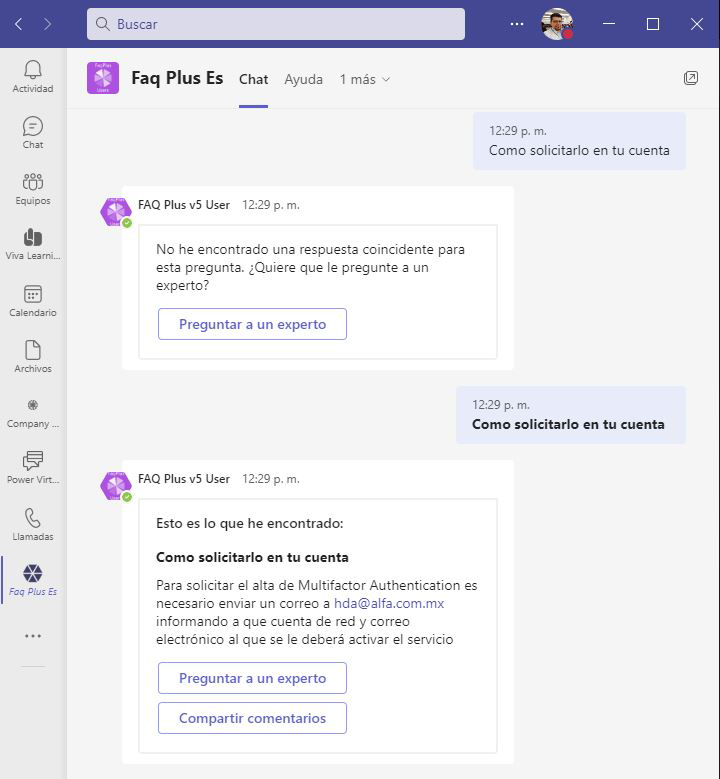 Buscar
Actividad
Chat
Equipos
Viva Learni...
Calendario
Archivos
Company ...
Power Virt...
Llamadas
Faq Plus Es
FaqPlus
Users
Faq Plus Es
Chat
Ayuda
1 más
12:29 p. m.
Como solicitarlo en tu cuenta
FAQ Plus v5 User 12:29 p. m.
No he encontrado una respuesta coincidente para
esta pregunta. ¿Quiere que le pregunte a un
experto?
Preguntar a un experto
12:29 p. m.
Como solicitarlo en tu cuenta
FAQ Plus v5 User 12:29 p. m.
Esto es lo que he encontrado:
Como solicitarlo en tu cuenta
Para solicitar el alta de Multifactor Authentication es
necesario enviar un correo a hda@alfa.com.mx
informando a que cuenta de red y correo
electrónico al que se le deberá activar el servicio
Preguntar a un experto
Compartir comentarios